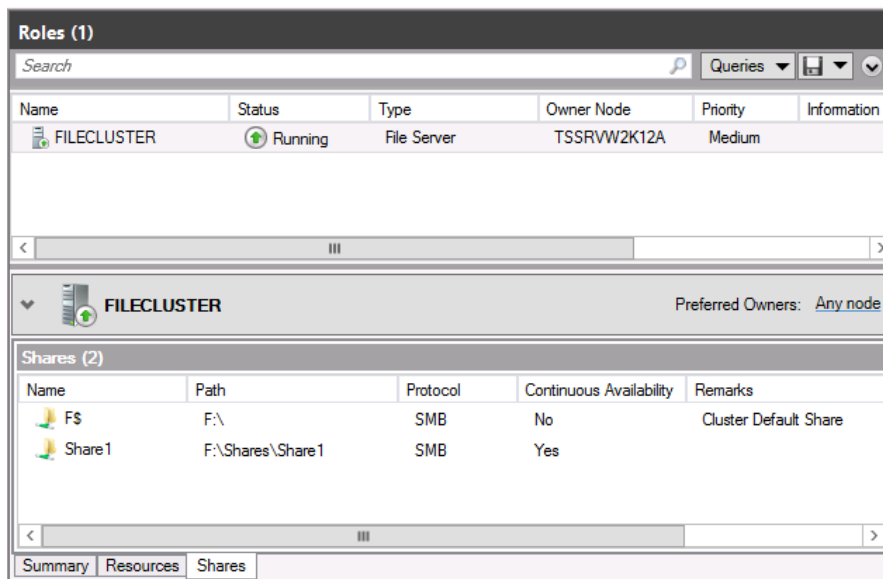 Roles (1)
Search Queries
Name Status Type Owner Node Priority Information
FILECLUSTER Running File Server TSSRVW2K12A Medium
FILECLUSTER Preferred Owners: Any node
Shares (2)
Name Path Protocol Continuous Availability Remarks
F$ F:\ SMB No Cluster Default Share
Share1 F:\Shares\Share1 SMB Yes
Summary Resources Shares